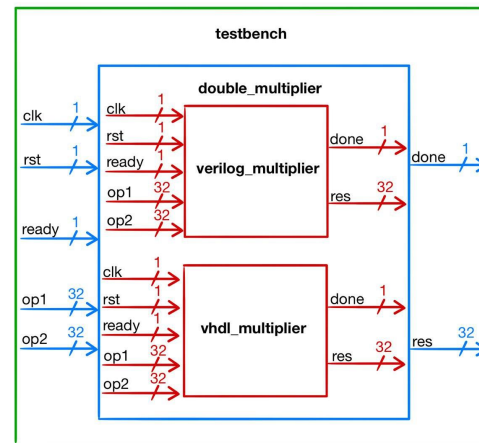 testbench
double_multiplier
clk 1
rst 1
ready 1
op1 32
op2 32
clk 1
rst 1
ready 1
op1 32
op2 32
verilog_multiplier
done 1
res 32
clk 1
rst 1
ready 1
op1 32
op2 32
vhdl_multiplier
done 1
res 32
done 1
res 32